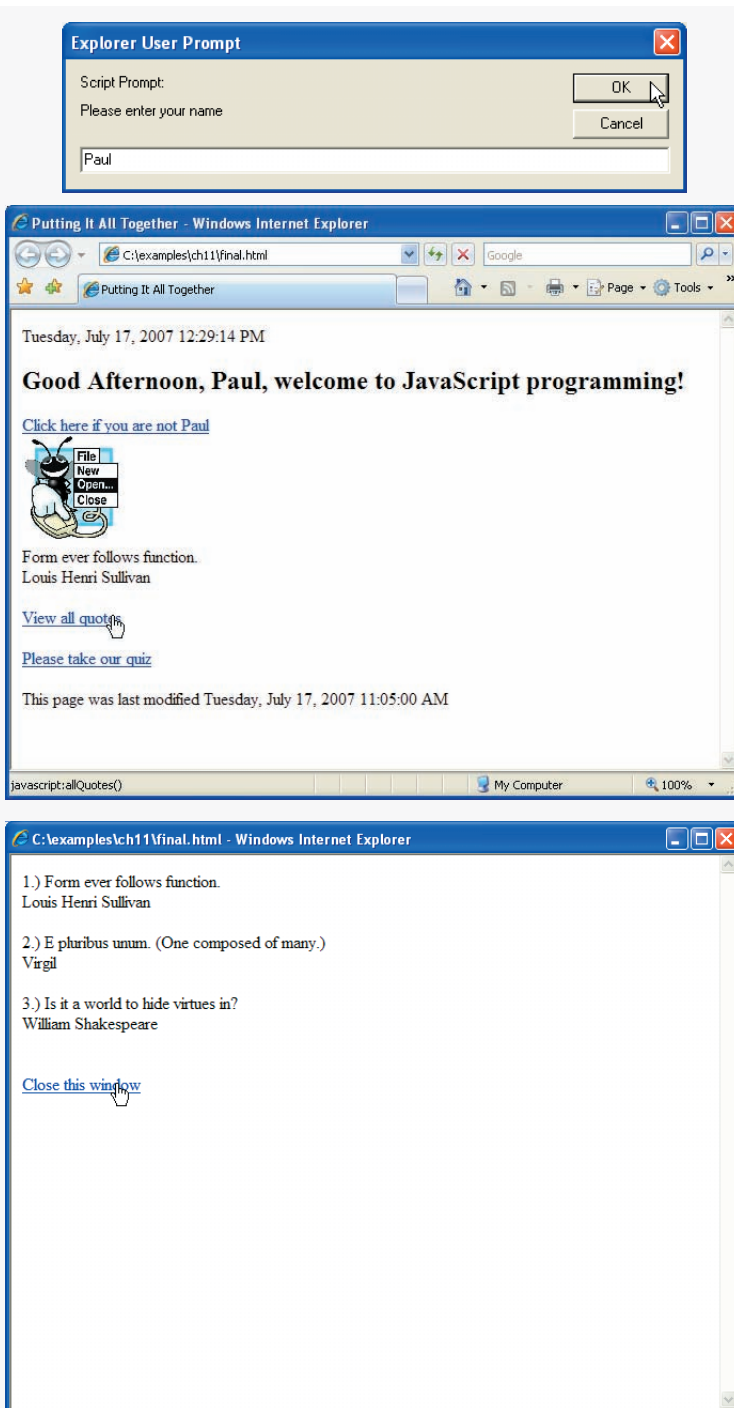 Explorer User Prompt
Script Prompt:
Please enter your name
OK
Cancel
Paul
Putting It All Together - Windows Internet Explorer
C:\examples\ch11\final.html
Google
Putting It All Together
Page
Tools
Tuesday, July 17, 2007 12:29:14 PM
Good Afternoon, Paul, welcome to JavaScript programming!
Click here if you are not Paul
File
New
Open...
Close
Form ever follows function.
Louis Henri Sullivan
View all quotes
Please take our quiz
This page was last modified Tuesday, July 17, 2007 11:05:00 AM
javascript:allQuotes()
My Computer
100%
C:\examples\ch11\final.html - Windows Internet Explorer
1.) Form ever follows function.
Louis Henri Sullivan
2.) E pluribus unum. (One composed of many.)
Virgil
3.) Is it a world to hide virtues in?
William Shakespeare
Close this window